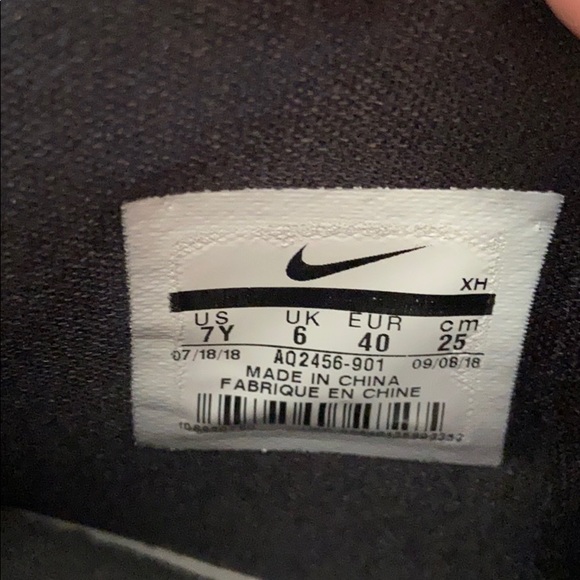 XH
US UK EUR cm
7Y 6 40 25
07/18/18 AQ2456-901 09/08/18
MADE IN CHINA
FABRIQUE EN CHINE